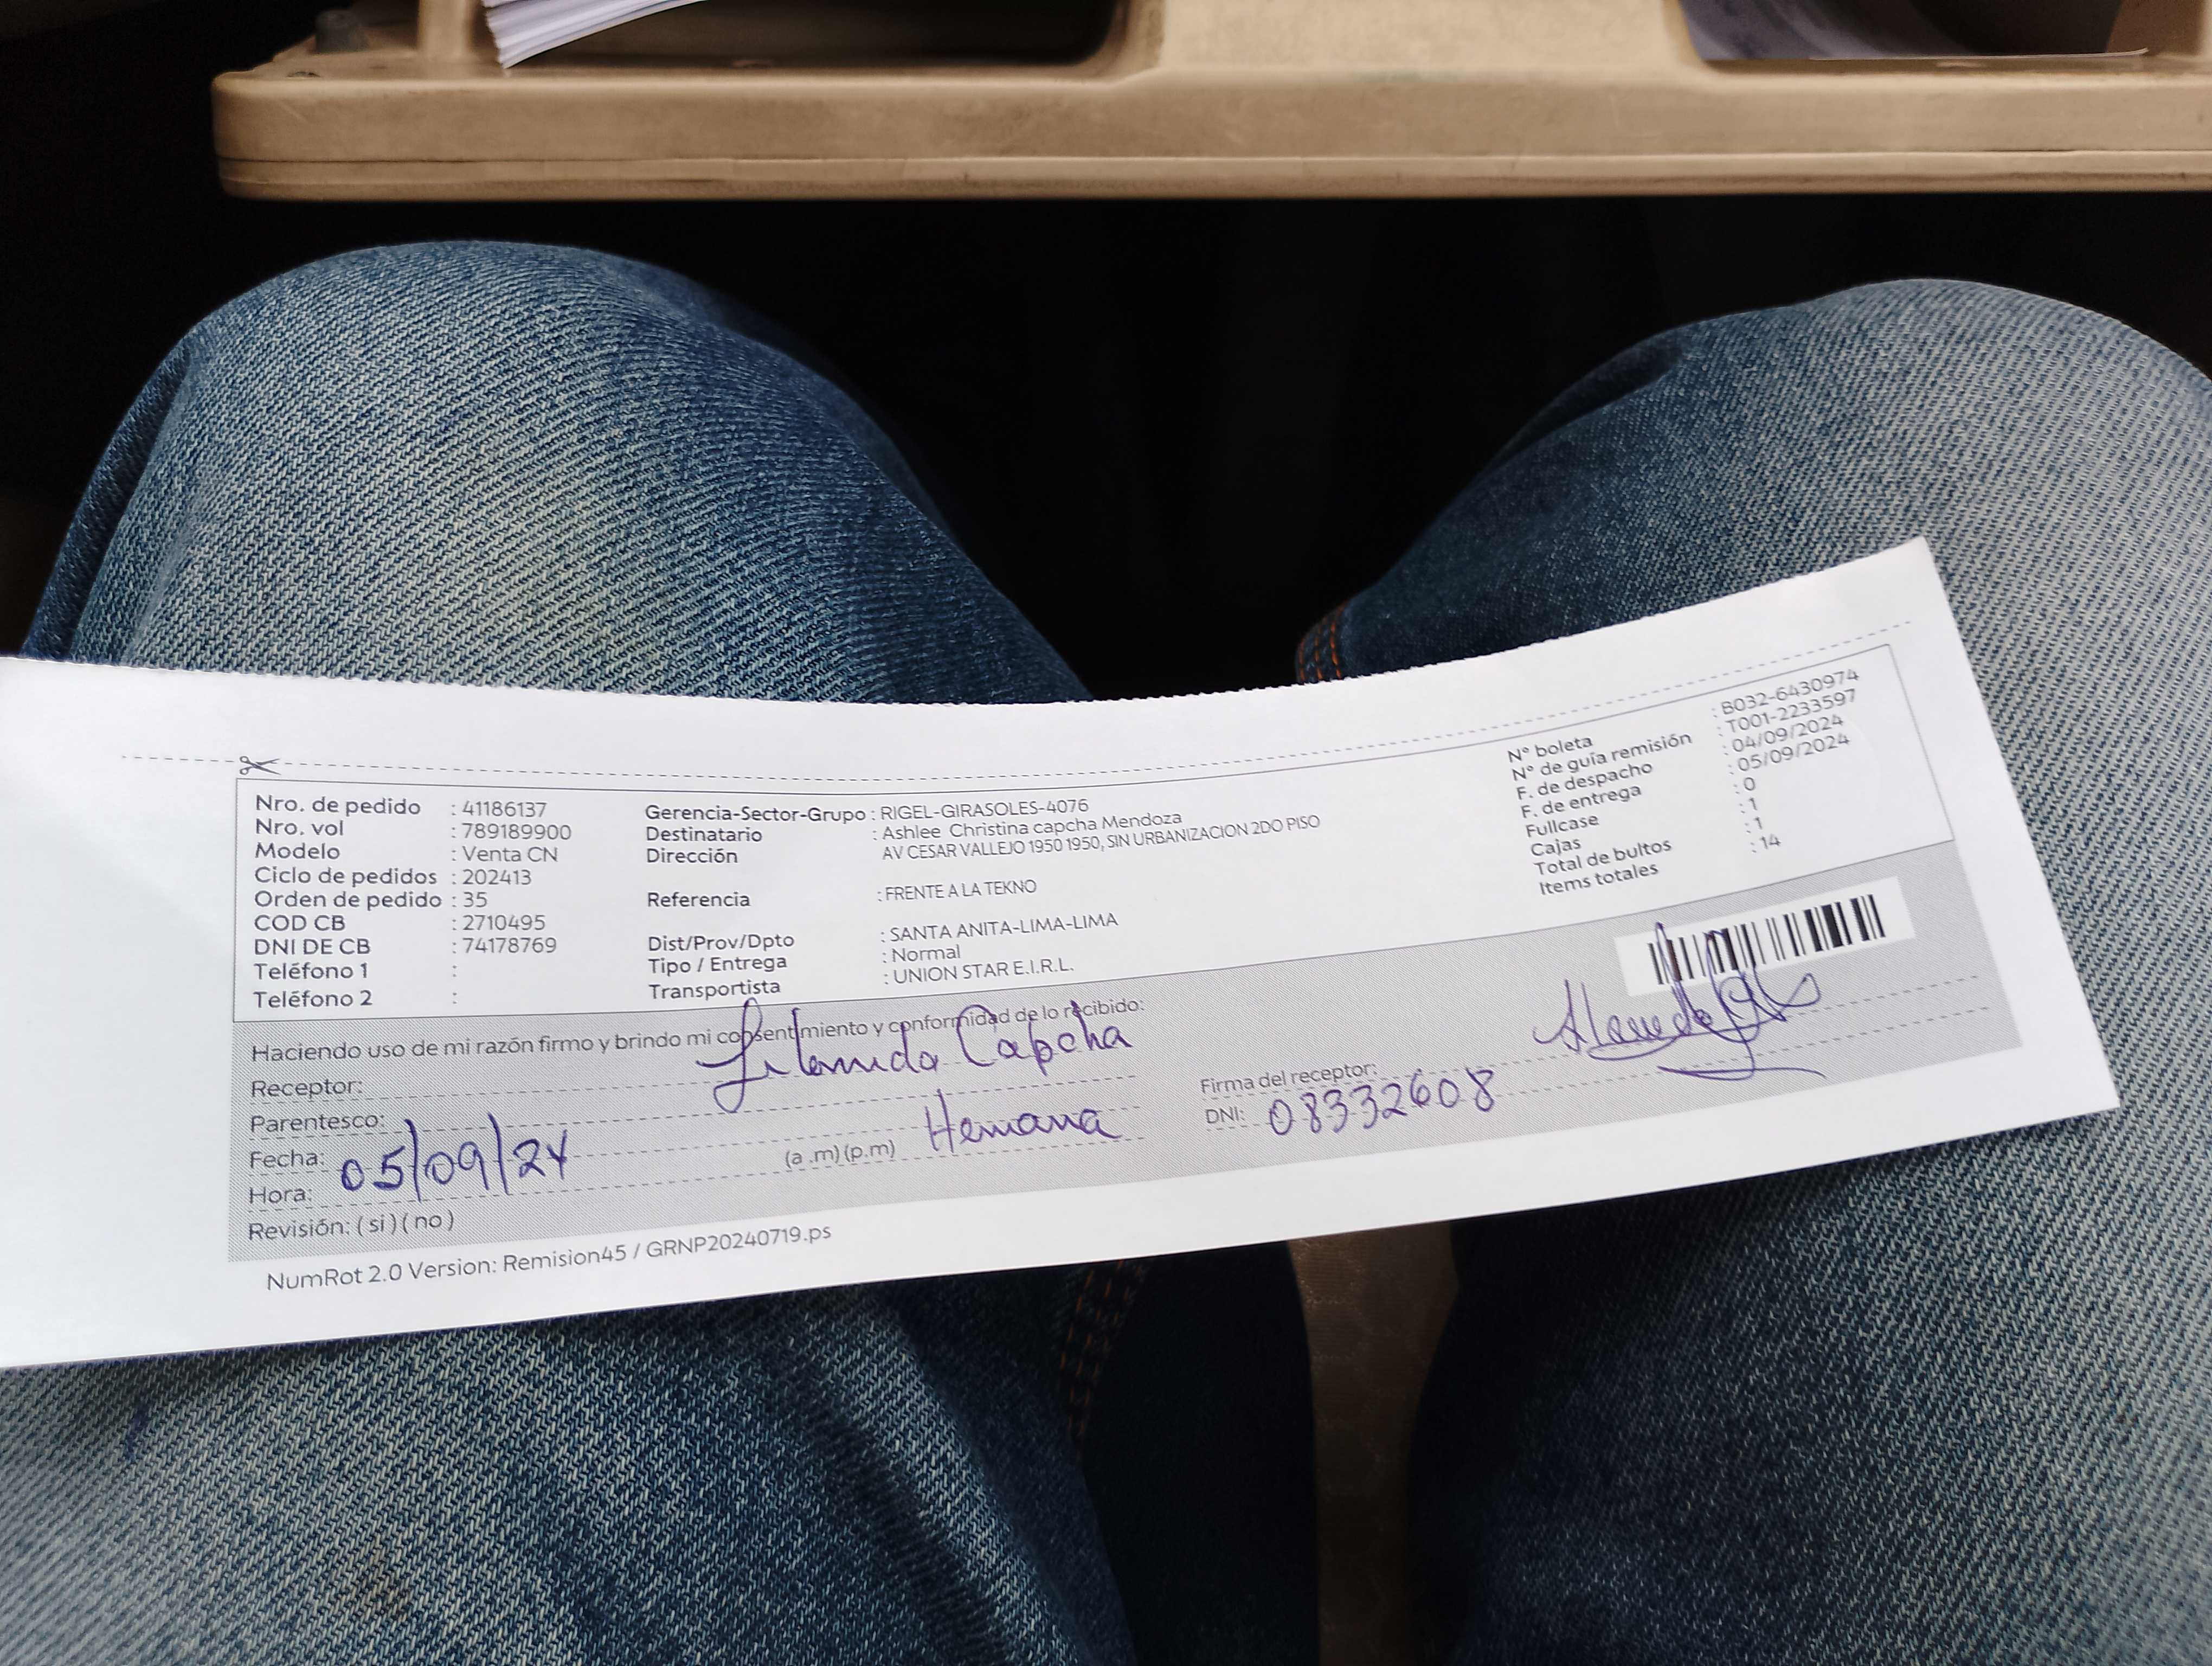 Nro. de pedido : 41186137
Nro. vol : 789189900
Modelo : Venta CN
Ciclo de pedidos : 202413
Orden de pedido : 35
COD CB : 2710495
DNI DE CB : 74178769
Teléfono 1 :
Teléfono 2 :
Gerencia-Sector-Grupo : RIGEL-GIRASOLES-4076
Destinatario : Ashlee Christina capcha Mendoza
Dirección AV CESAR VALLEJO 1950 1950, SIN URBANIZACION 2DO PISO
Referencia : FRENTE A LA TEKNO
Dist/Prov/Dpto : SANTA ANITA-LIMA-LIMA
Tipo / Entrega : Normal
Transportista : UNION STAR E.I.R.L.
N° boleta : B032-6430974
N° de guía remisión : T001-2233597
F. de despacho : 04/09/2024
F. de entrega : 05/09/2024
Fullcase : 0
Cajas : 1
Total de bultos : 1
Items totales : 14
Haciendo uso de mi razón firmo y brindo mi consentimiento y conformidad de lo recibido:
Receptor: Capcha
Parentesco: Hemana
Fecha: 05/09/24
Hora: (a .m) (p.m)
Revisión: ( si ) ( no )
Firma del receptor:
DNI: 08332608
NumRot 2.0 Version: Remision45 / GRNP20240719.ps